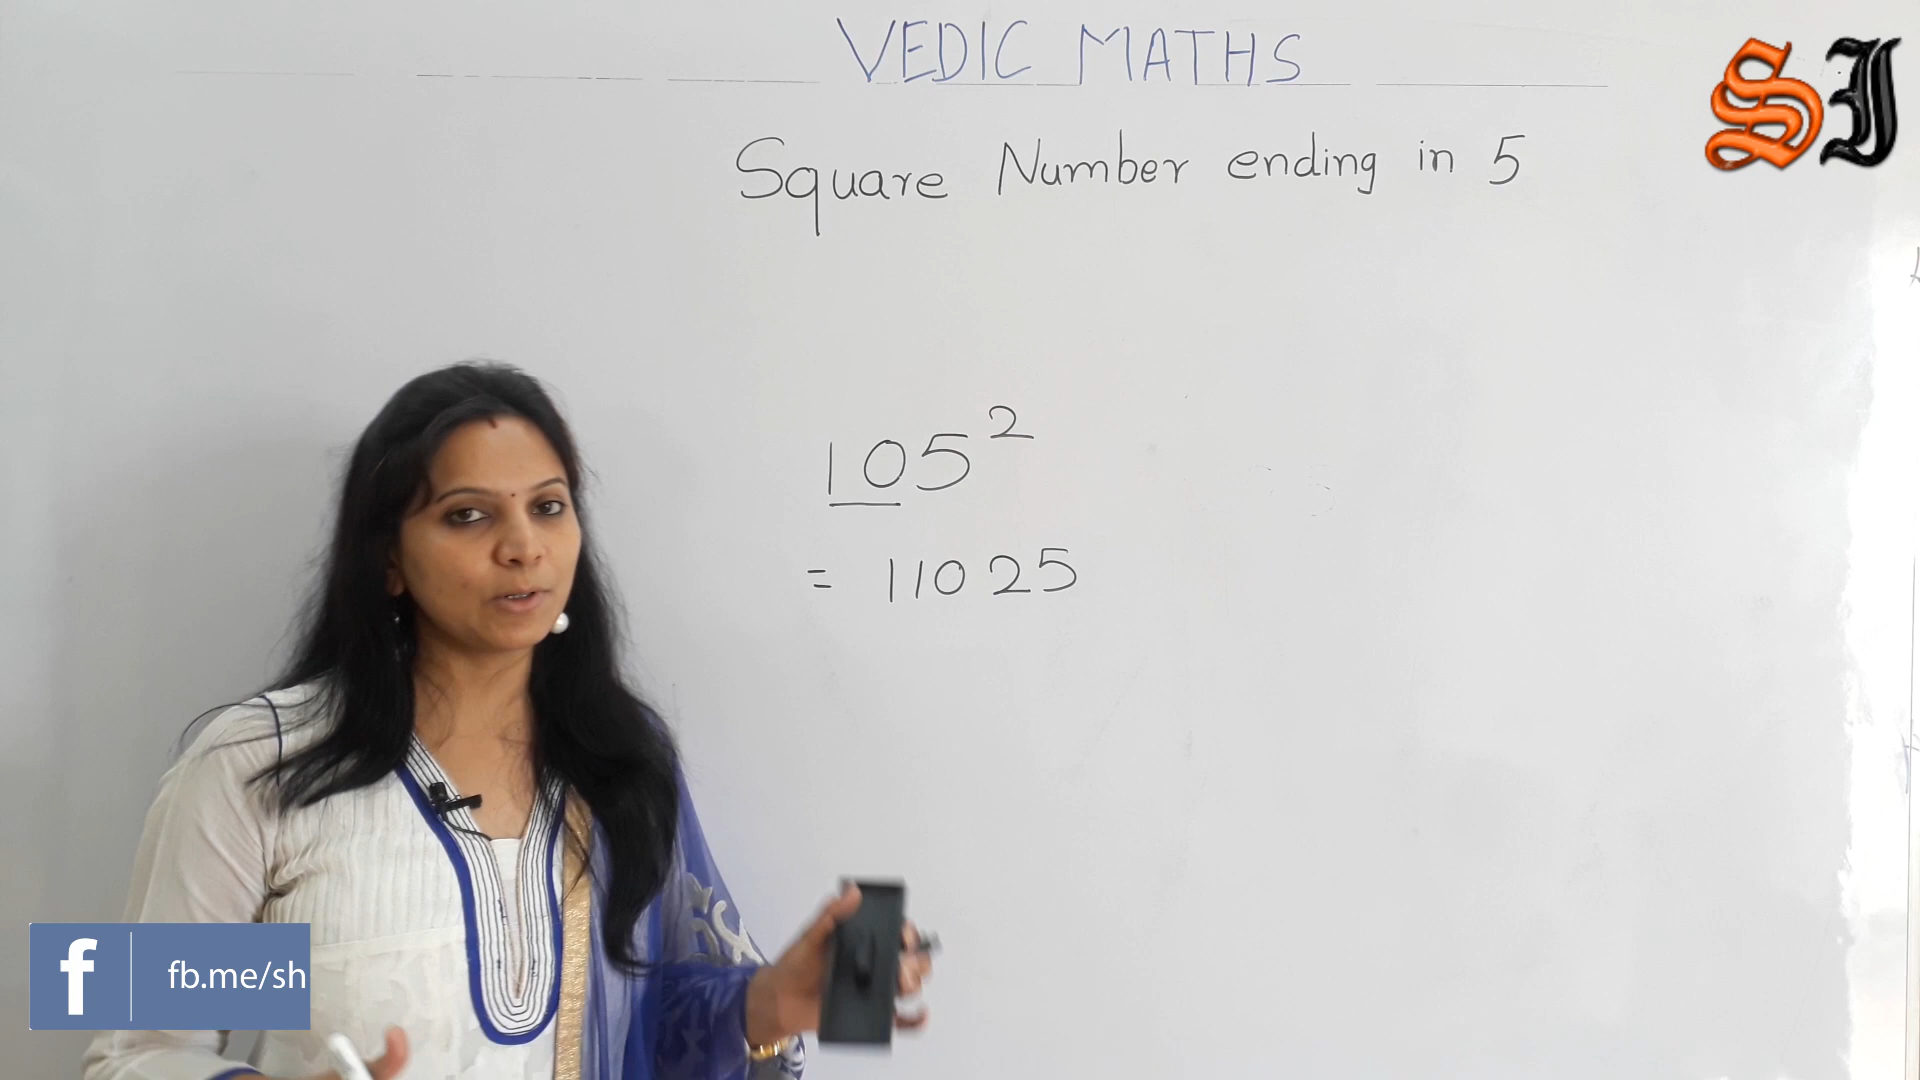 VEDIC MATHS
SJ
Square Number ending in 5
105²
= 11025
f fb.me/sh